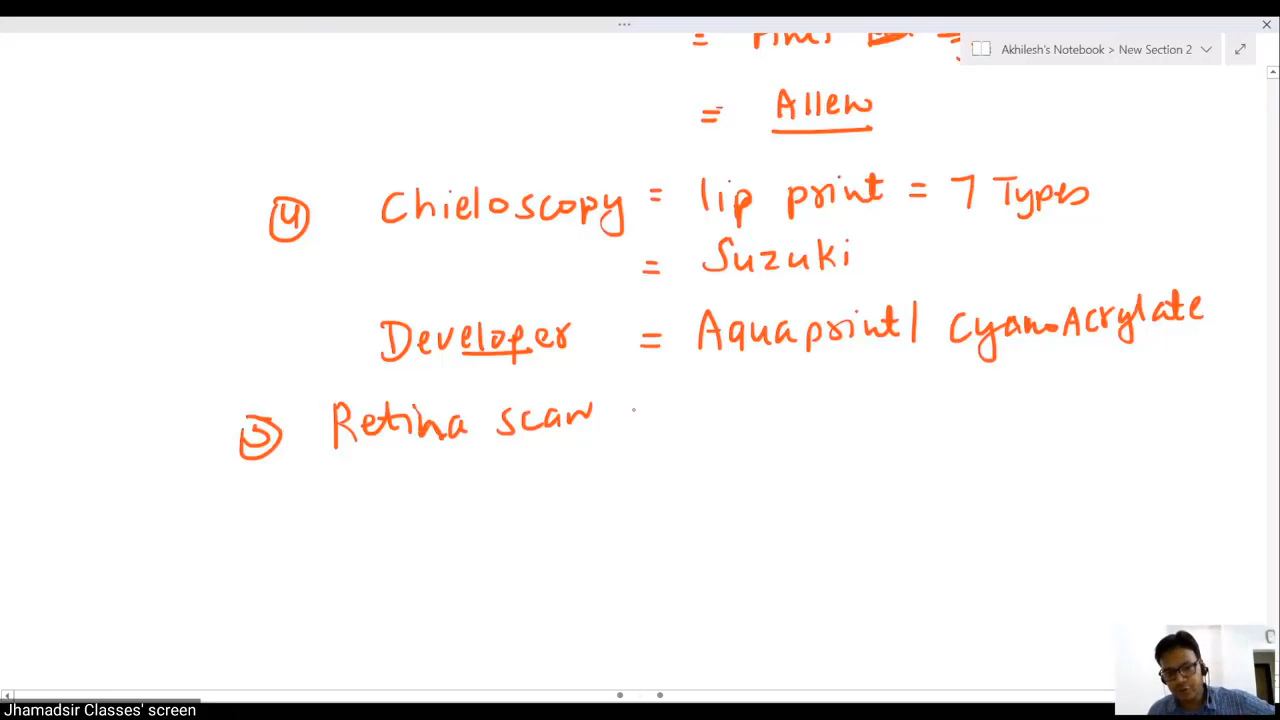 ...
Akhilesh's Notebook > New Section 2
=
= Allen
④ Chieloscopy = lip print = 7 Types
= Suzuki
Developer = Aquaprint| CyanoAcrylate
⑤ Retina scan
Jhamadsir Classes' screen